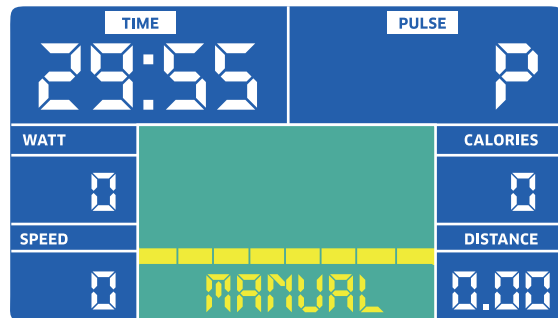 TIME PULSE
29:55 P
WATT CALORIES
0 0
SPEED DISTANCE
0 MANUAL 0.00